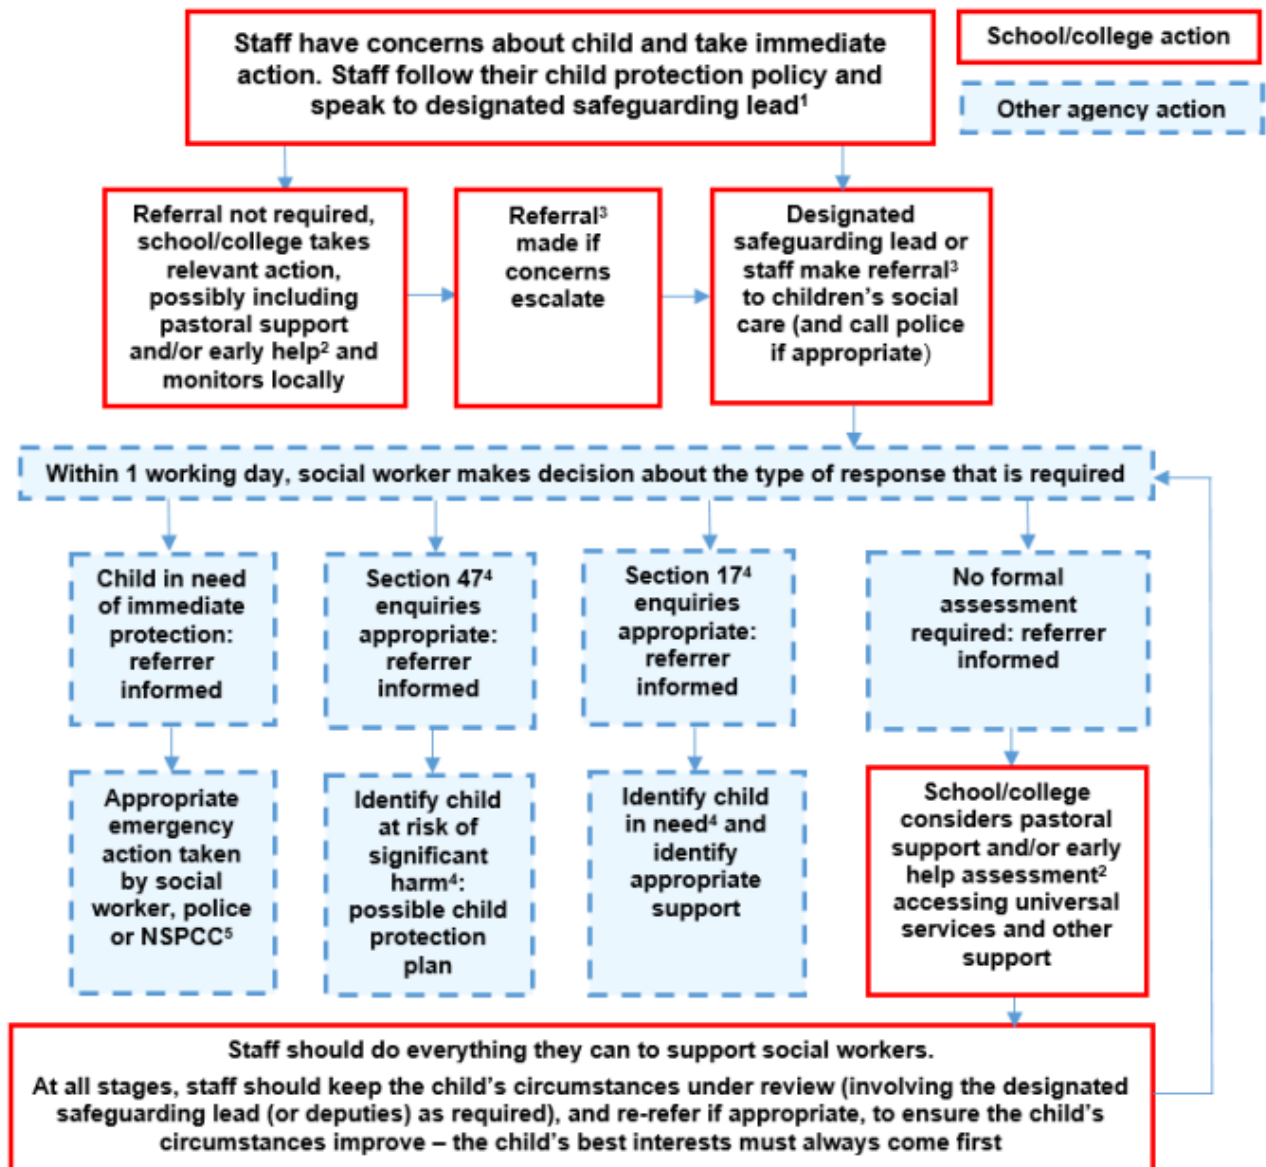 Staff have concerns about child and take immediate
action. Staff follow their child protection policy and
speak to designated safeguarding lead¹
School/college action
Other agency action
Referral not required,
school/college takes
relevant action,
possibly including
pastoral support
and/or early help² and
monitors locally
Referral³
made if
concerns
escalate
Designated
safeguarding lead or
staff make referral³
to children's social
care (and call police
if appropriate)
Within 1 working day, social worker makes decision about the type of response that is required
Child in need
of immediate
protection:
referrer
informed
Section 47⁴
enquiries
appropriate:
referrer
informed
Section 17⁴
enquiries
appropriate:
referrer
informed
No formal
assessment
required: referrer
informed
Appropriate
emergency
action taken
by social
worker, police
or NSPCC⁵
Identify child
at risk of
significant
harm⁴:
possible child
protection
plan
Identify child
in need⁴ and
identify
appropriate
support
School/college
considers pastoral
support and/or early
help assessment²
accessing universal
services and other
support
Staff should do everything they can to support social workers.
At all stages, staff should keep the child's circumstances under review (involving the designated
safeguarding lead (or deputies) as required), and re-refer if appropriate, to ensure the child's
circumstances improve – the child's best interests must always come first